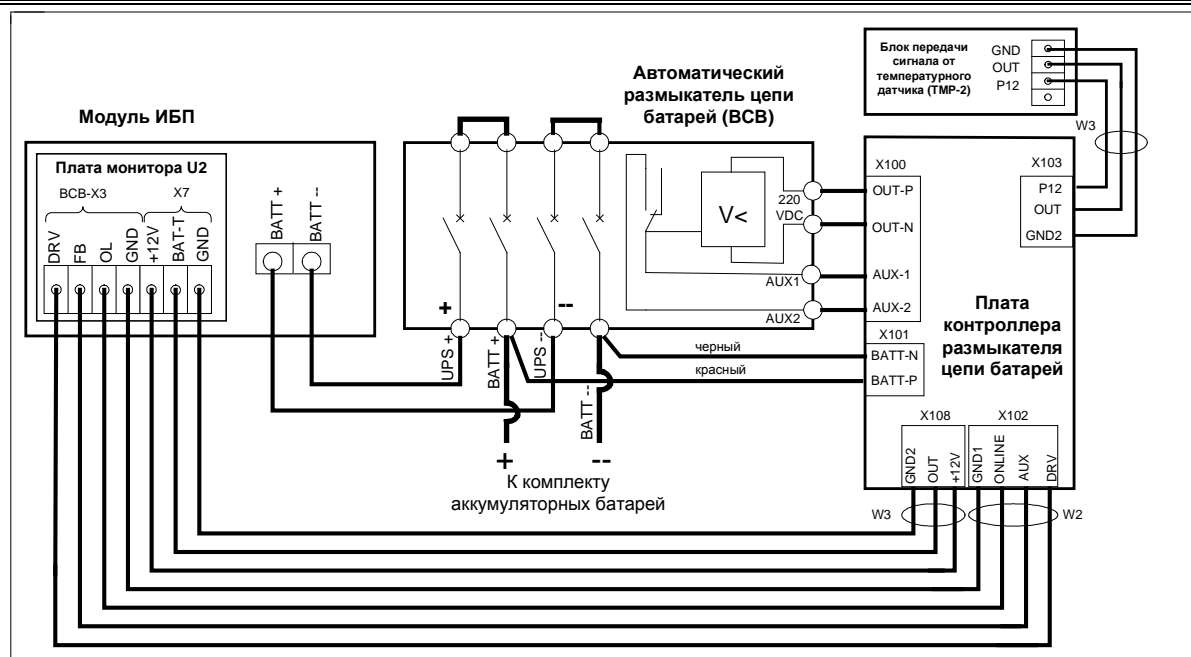 Блок передачи
сигнала от
температурного
датчика (ТМР-2)
GND
OUT
P12
W3
Автоматический
размыкатель цепи
батарей (ВСВ)
Модуль ИБП
Плата монитора U2
BCB-X3
X7
DRV
FB
OL
GND
+12V
BAT-T
GND
BATT +
BATT --
+
--
UPS +
BATT +
UPS --
BATT --
V<
220
VDC
AUX1
AUX2
X100
OUT-P
OUT-N
AUX-1
AUX-2
X101
BATT-N
BATT-P
X103
P12
OUT
GND2
Плата
контроллера
размыкателя
цепи батарей
черный
красный
X108
X102
GND2
OUT
+12V
GND1
ONLINE
AUX
DRV
W3
W2
+
--
К комплекту
аккумуляторных батарей